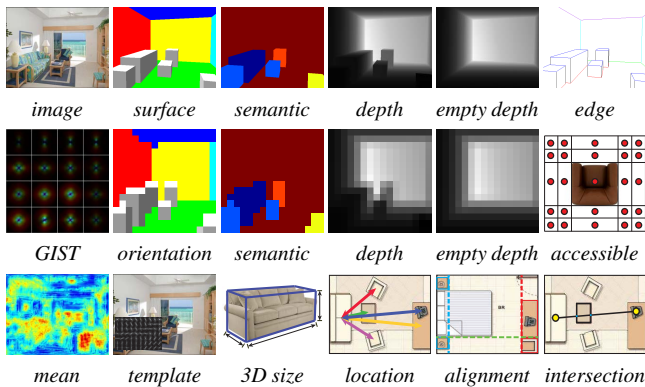 image surface semantic depth empty depth edge
GIST orientation semantic depth empty depth accessible
mean template 3D size location alignment intersection